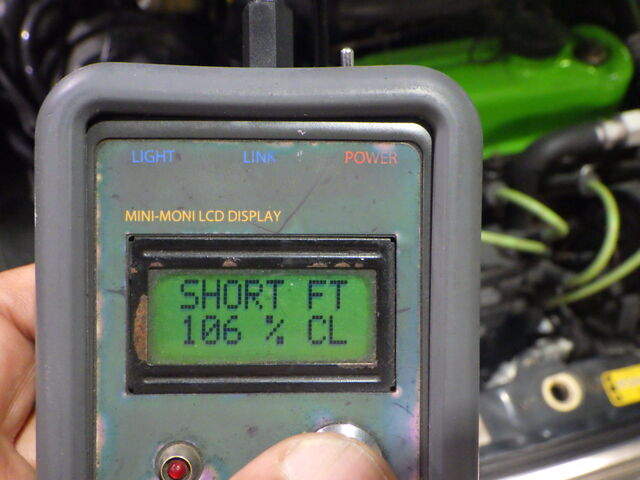 LIGHT LINK POWER
MINI-MONI LCD DISPLAY
SHORT FT
106 % CL